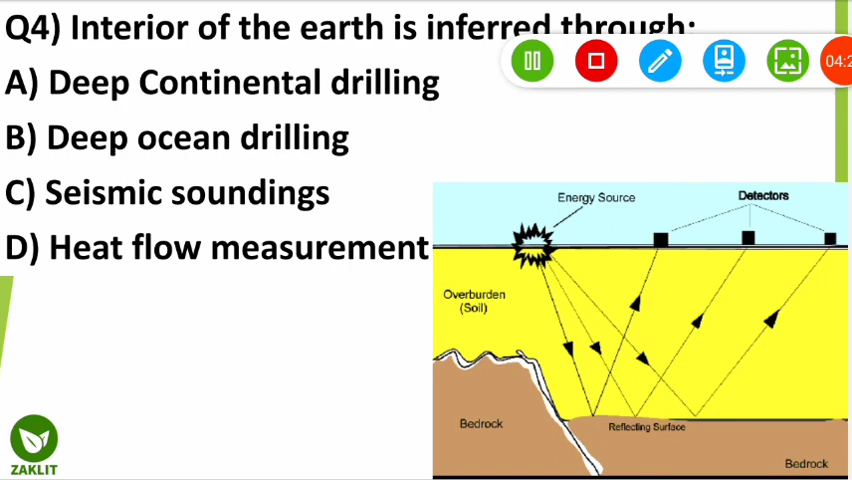 Q4) Interior of the earth is inferred through:
A) Deep Continental drilling
B) Deep ocean drilling
C) Seismic soundings
D) Heat flow measurement
Energy Source
Detectors
Overburden
(Soil)
Bedrock
Reflecting Surface
Bedrock
ZAKLIT